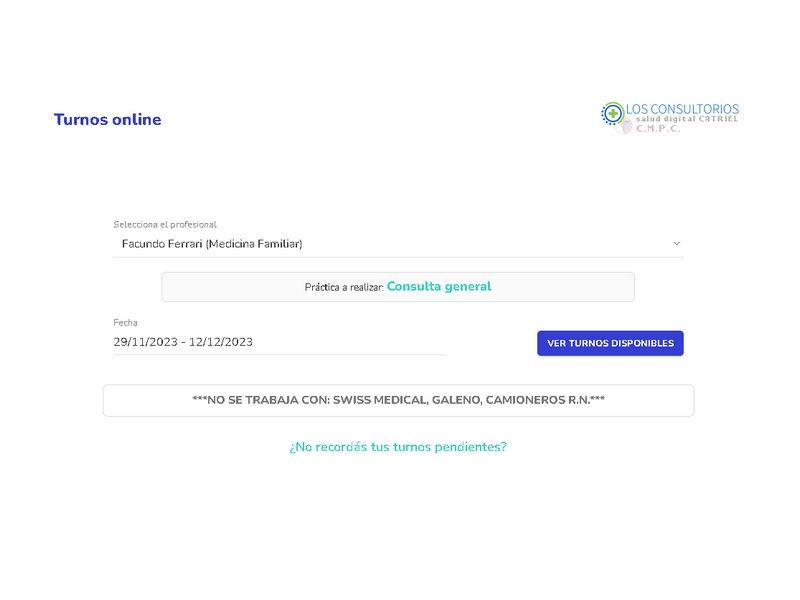 Turnos online
LOS CONSULTORIOS
salud digital CATRIEL
C.M.P.C.
Selecciona el profesional
Facundo Ferrari (Medicina Familiar)
Práctica a realizar: Consulta general
Fecha
29/11/2023 - 12/12/2023
VER TURNOS DISPONIBLES
***NO SE TRABAJA CON: SWISS MEDICAL, GALENO, CAMIONEROS R.N.***
¿No recordás tus turnos pendientes?